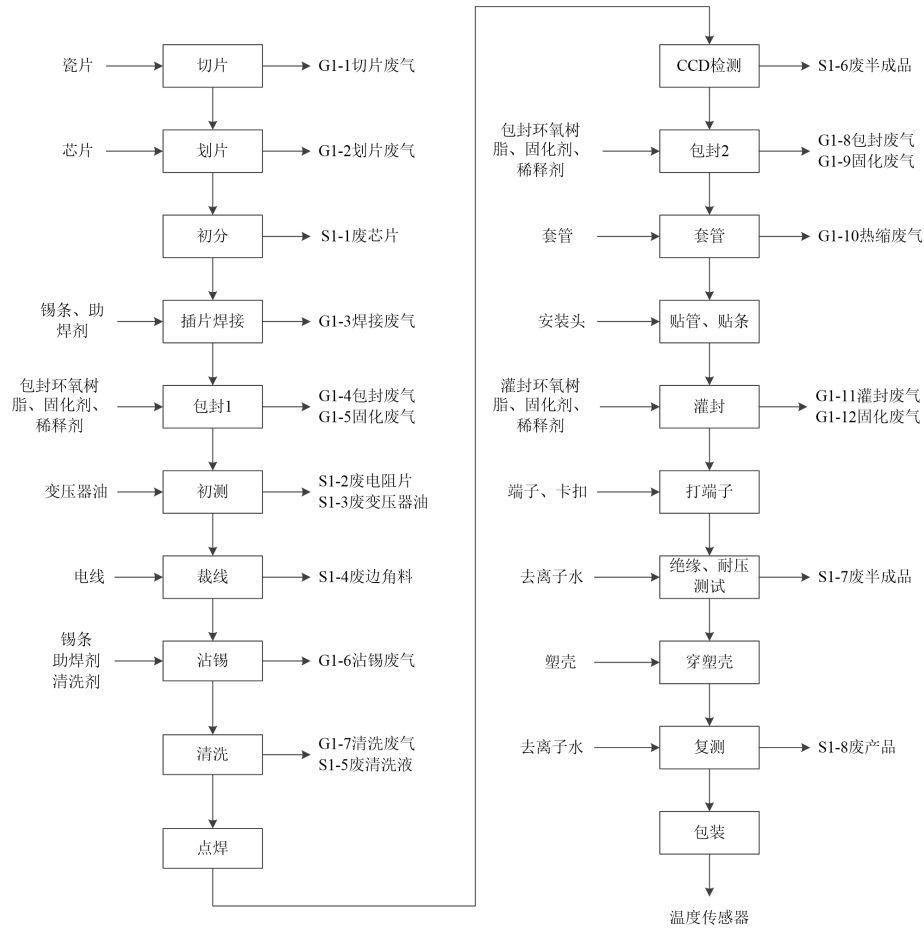 瓷片
切片
G1-1切片废气
芯片
划片
G1-2划片废气
初分
S1-1废芯片
锡条、助
焊剂
插片焊接
G1-3焊接废气
包封环氧树
脂、固化剂、
稀释剂
包封1
G1-4包封废气
G1-5固化废气
变压器油
初测
S1-2废电阻片
S1-3废变压器油
电线
裁线
S1-4废边角料
锡条
助焊剂
清洗剂
沾锡
G1-6沾锡废气
清洗
G1-7清洗废气
S1-5废清洗液
点焊
CCD检测
S1-6废半成品
包封环氧树
脂、固化剂、
稀释剂
包封2
G1-8包封废气
G1-9固化废气
套管
套管
G1-10热缩废气
安装头
贴管、贴条
灌封环氧树
脂、固化剂、
稀释剂
灌封
G1-11灌封废气
G1-12固化废气
端子、卡扣
打端子
去离子水
绝缘、耐压
测试
S1-7废半成品
塑壳
穿塑壳
去离子水
复测
S1-8废产品
包装
温度传感器